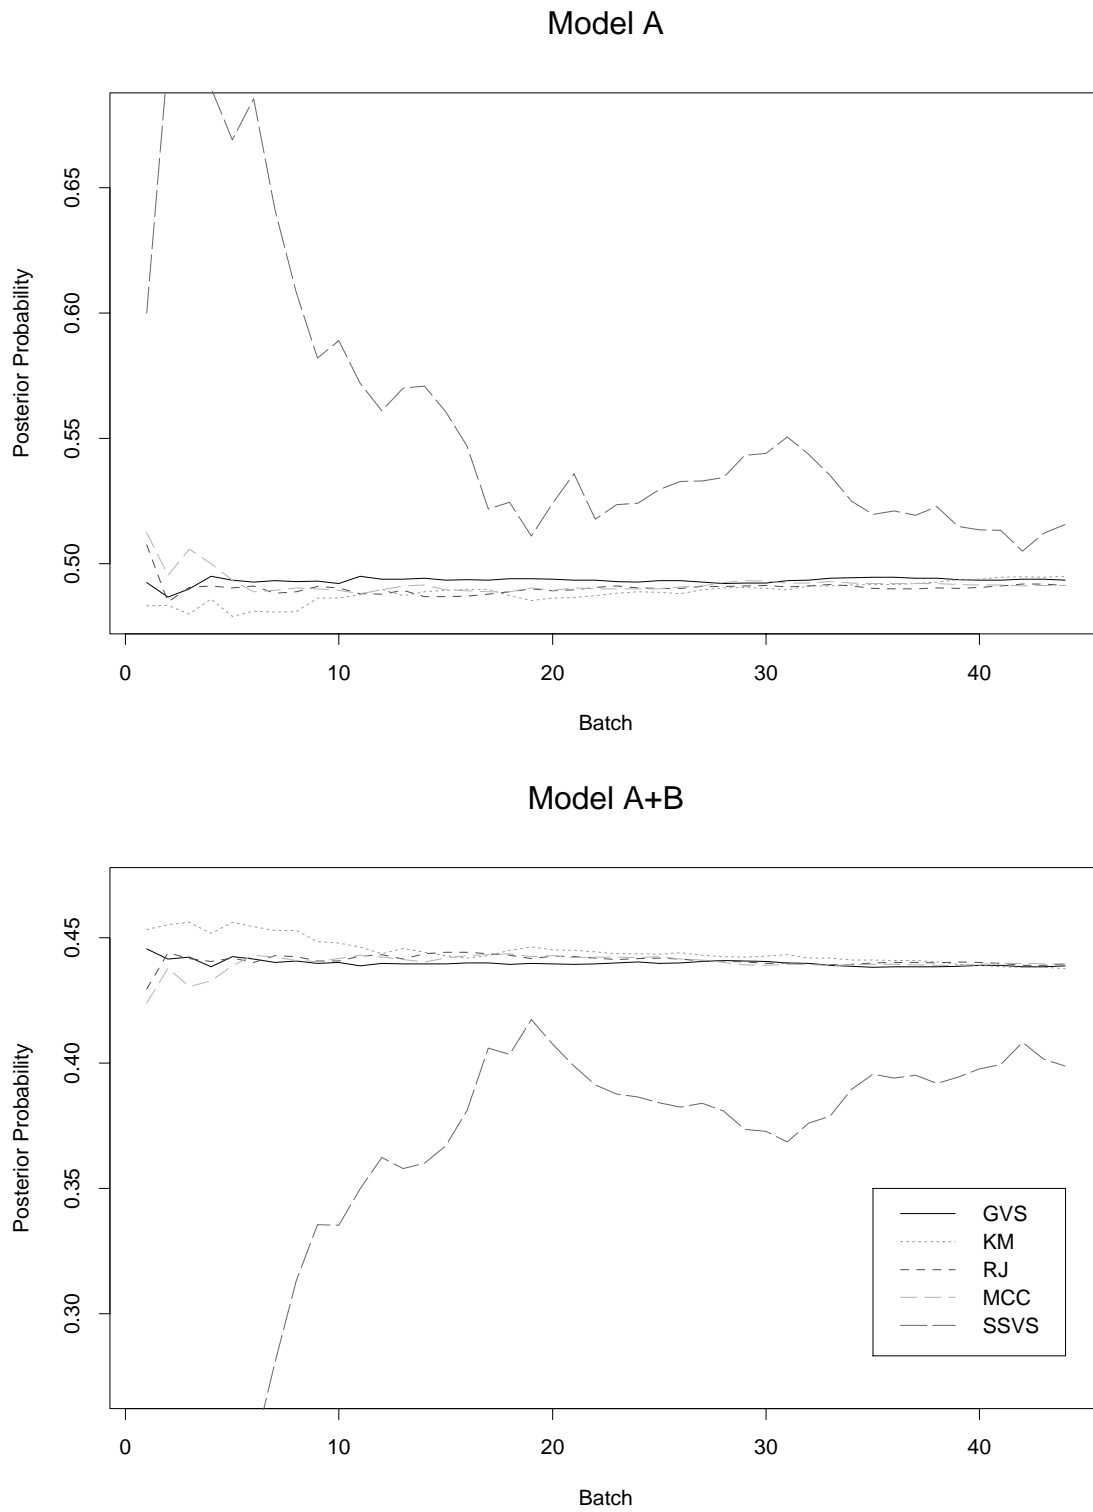 Model A
Posterior Probability
0.65
0.60
0.55
0.50
0 10 20 30 40
Batch
Model A+B
Posterior Probability
0.45
0.40
0.35
0.30
GVS
KM
RJ
MCC
SSVS
0 10 20 30 40
Batch